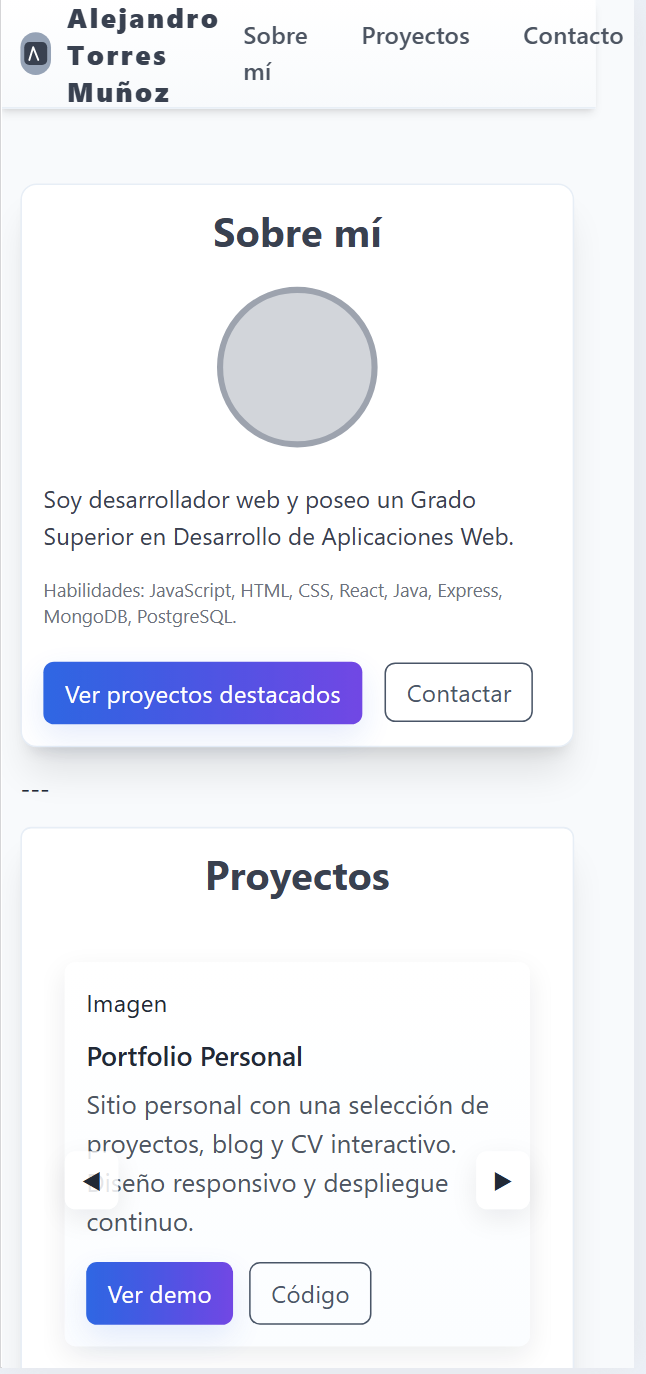 Alejandro
Torres
Muñoz
Sobre
mí
Proyectos
Contacto
Sobre mí
Soy desarrollador web y poseo un Grado
Superior en Desarrollo de Aplicaciones Web.
Habilidades: JavaScript, HTML, CSS, React, Java, Express,
MongoDB, PostgreSQL.
Ver proyectos destacados
Contactar
---
Proyectos
Imagen
Portfolio Personal
Sitio personal con una selección de
proyectos, blog y CV interactivo.
Diseño responsivo y despliegue
continuo.
Ver demo
Código